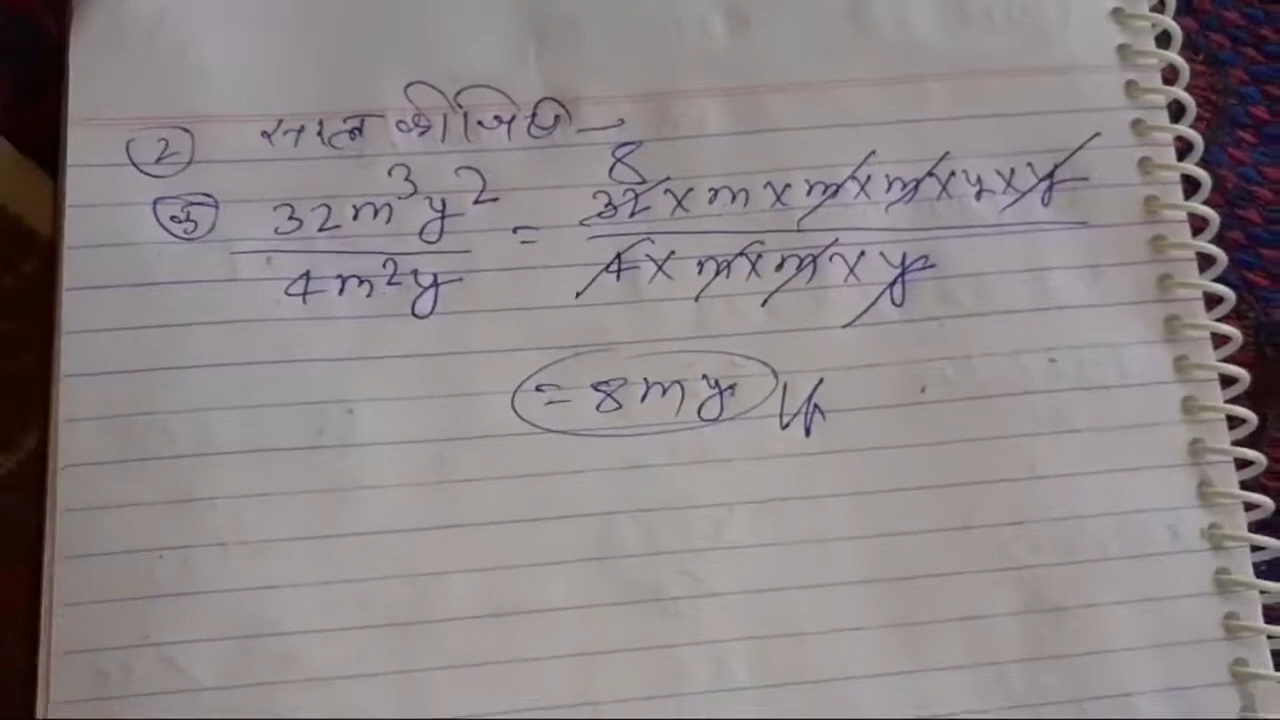 ② सरल कीजिए –
(क) 32m³y² / 4m²y = 8 32 × m × m × m × y × y / 4 × m × m × y
= 8my